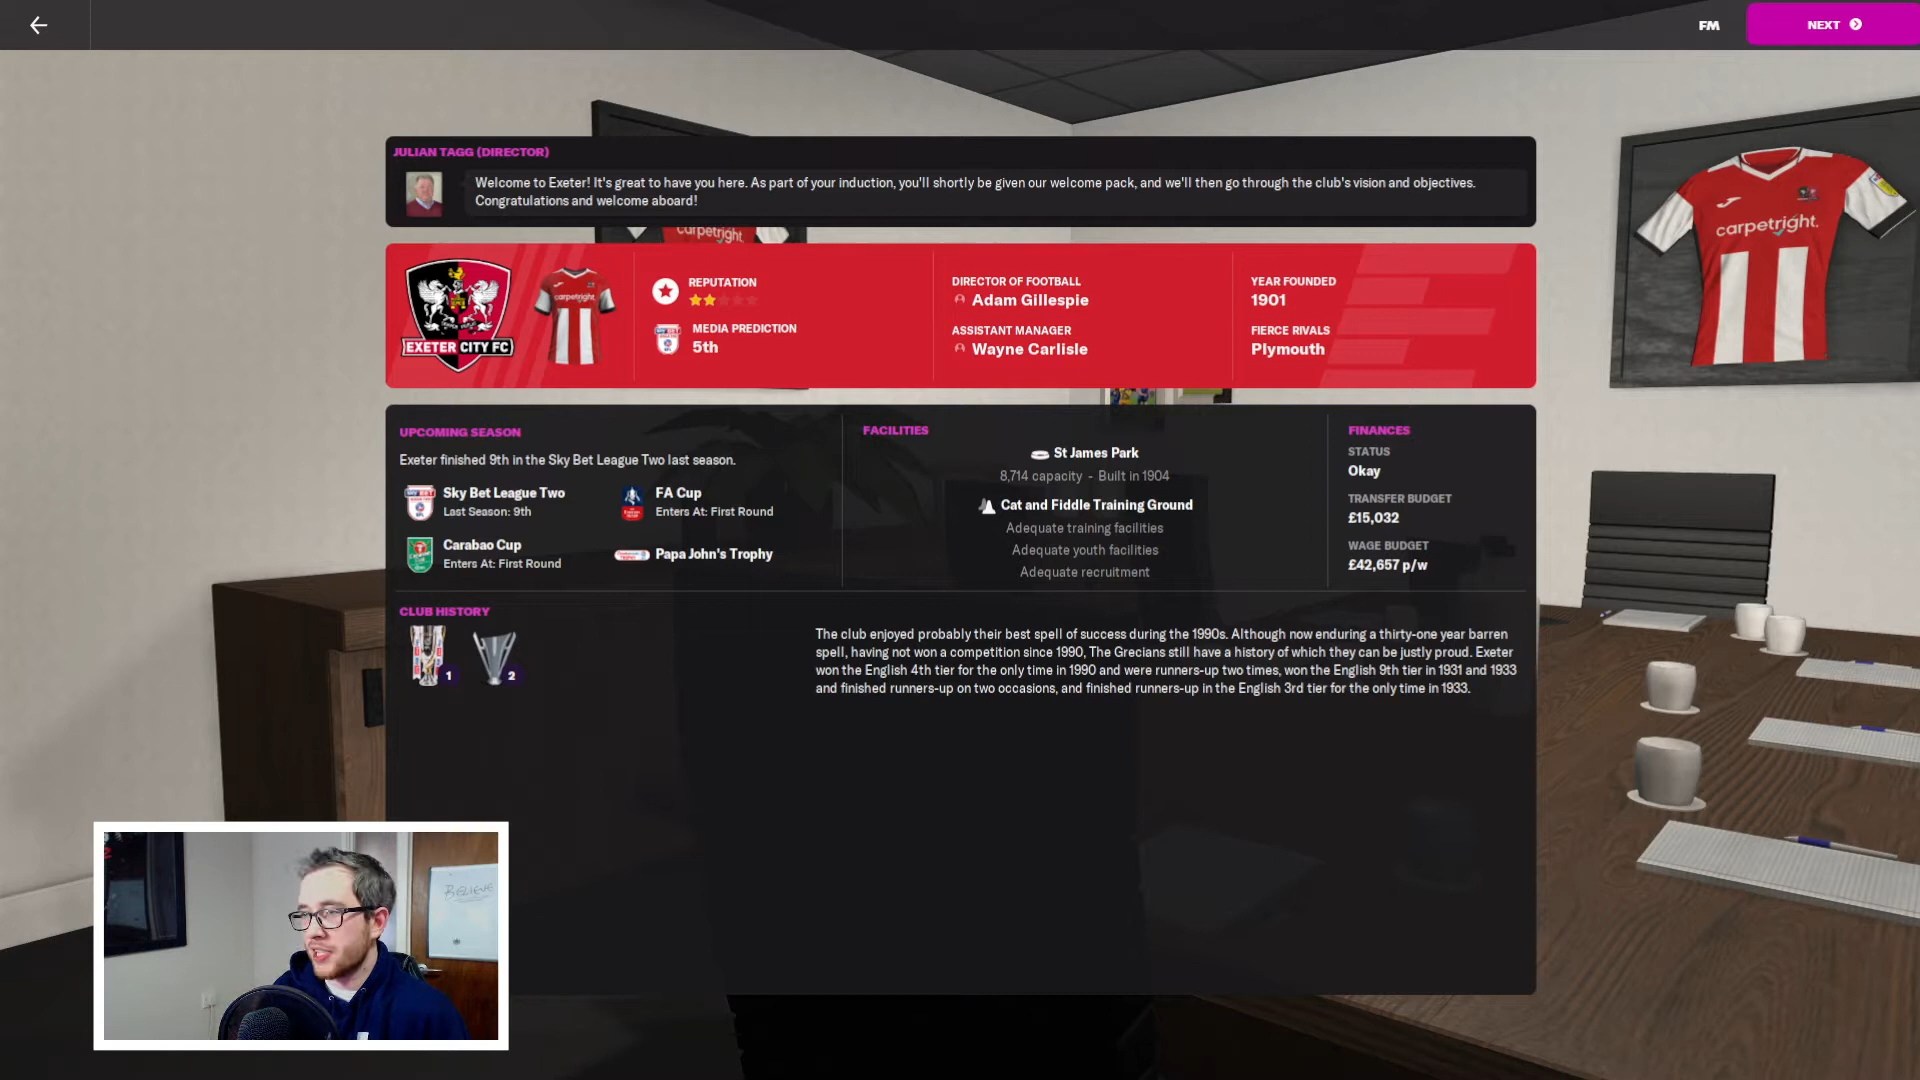 FM
NEXT
JULIAN TAGG (DIRECTOR)
Welcome to Exeter! It's great to have you here. As part of your induction, you'll shortly be given our welcome pack, and we'll then go through the club's vision and objectives.
Congratulations and welcome aboard!
carpetright.
carpetright.
EXETER CITY FC
carpetright.
REPUTATION
MEDIA PREDICTION
5th
DIRECTOR OF FOOTBALL
Adam Gillespie
ASSISTANT MANAGER
Wayne Carlisle
YEAR FOUNDED
1901
FIERCE RIVALS
Plymouth
UPCOMING SEASON
Exeter finished 9th in the Sky Bet League Two last season.
Sky Bet League Two
Last Season: 9th
FA Cup
Enters At: First Round
Carabao Cup
Enters At: First Round
Papa John's Trophy
FACILITIES
St James Park
8,714 capacity - Built in 1904
Cat and Fiddle Training Ground
Adequate training facilities
Adequate youth facilities
Adequate recruitment
FINANCES
STATUS
Okay
TRANSFER BUDGET
£15,032
WAGE BUDGET
£42,657 p/w
CLUB HISTORY
1
2
The club enjoyed probably their best spell of success during the 1990s. Although now enduring a thirty-one year barren
spell, having not won a competition since 1990, The Grecians still have a history of which they can be justly proud. Exeter
won the English 4th tier for the only time in 1990 and were runners-up two times, won the English 9th tier in 1931 and 1933
and finished runners-up on two occasions, and finished runners-up in the English 3rd tier for the only time in 1933.
BELIEVE